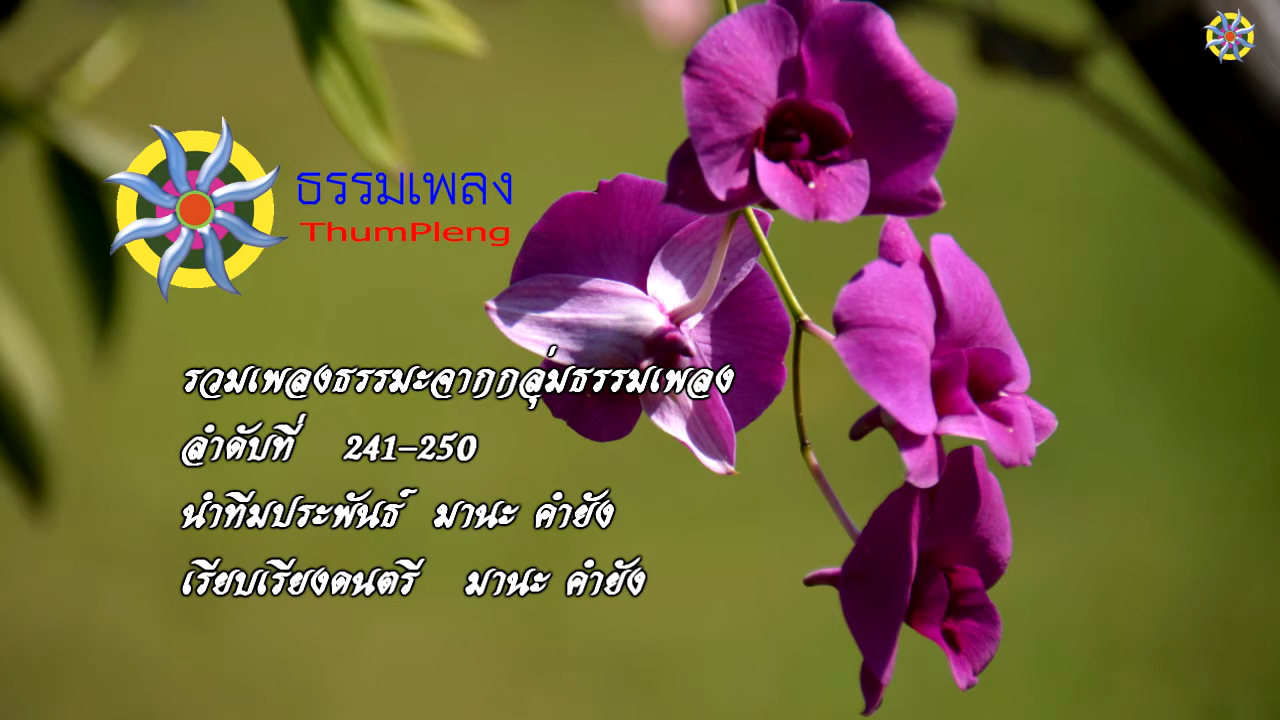 ธรรมเพลง
ThumPleng
รวมเพลงธรรมะจากกลุ่มธรรมเพลง
ลำดับที่ 241-250
นำทีมประพันธ์ มานะ คำยัง
เรียบเรียงดนตรี มานะ คำยัง